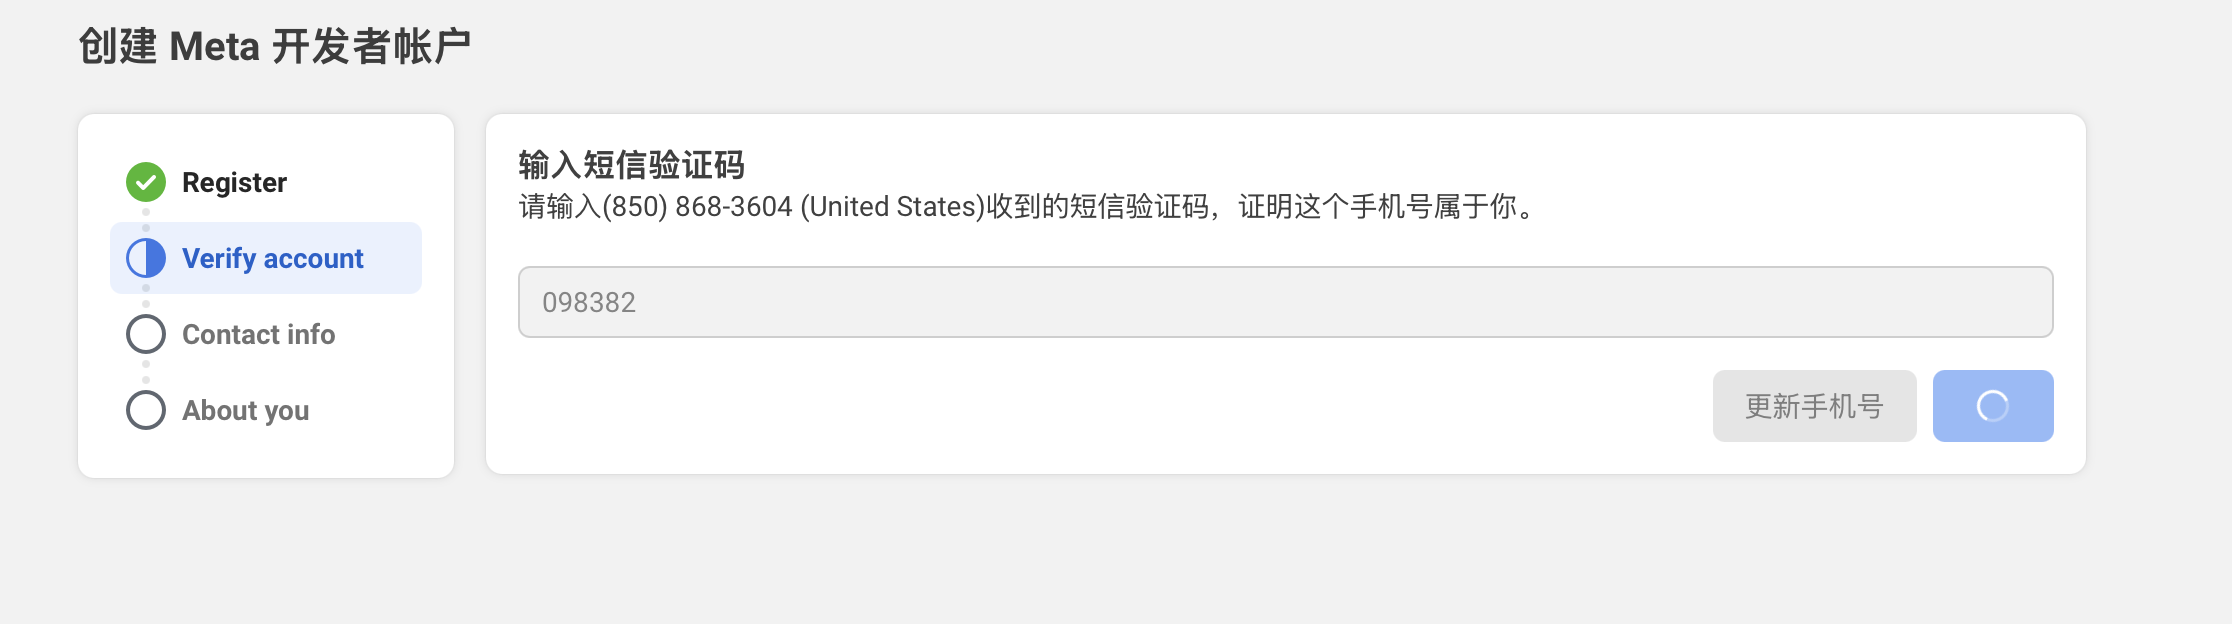 创建 Meta 开发者帐户
Register
Verify account
Contact info
About you
输入短信验证码
请输入(850) 868-3604 (United States)收到的短信验证码，证明这个手机号属于你。
098382
更新手机号